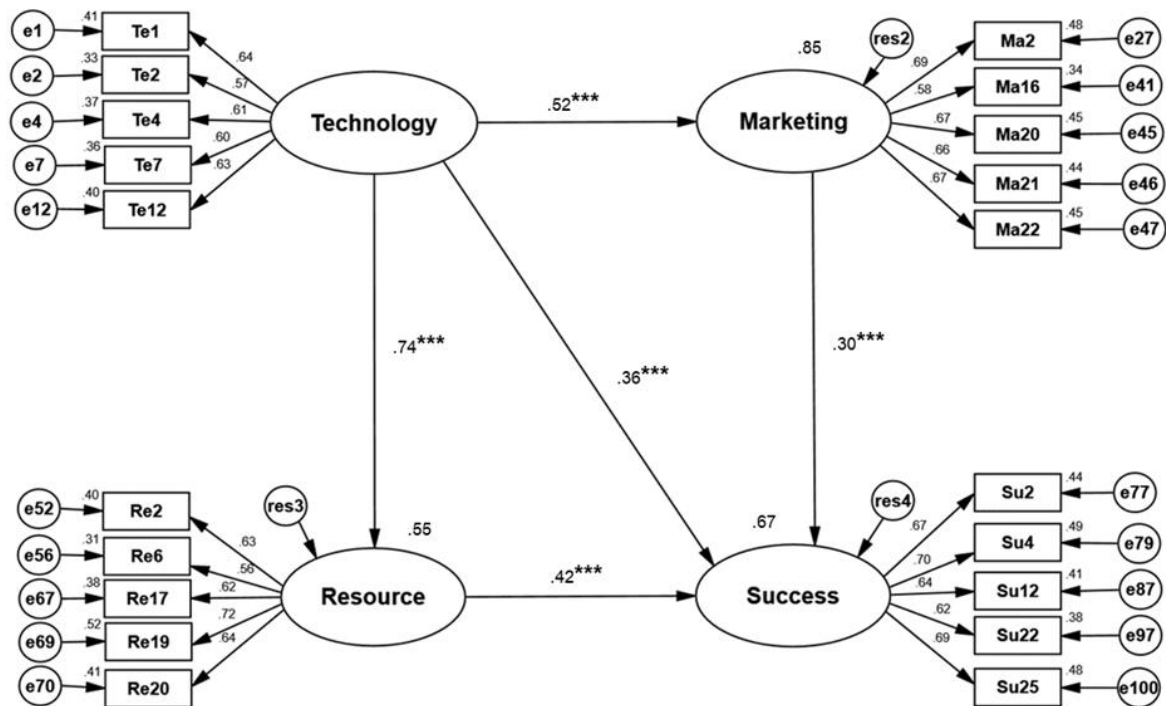 e1 .41 Te1 .64
e2 .33 Te2 .57
e4 .37 Te4 .61
e7 .36 Te7 .60
e12 .40 Te12 .63
Technology
.52***
.85
res2
Marketing
.69 .48 Ma2 e27
.58 .34 Ma16 e41
.67 .45 Ma20 e45
.66 .44 Ma21 e46
.67 .45 Ma22 e47
.74***
.36***
.30***
e52 .40 Re2 .63
e56 .31 Re6 .56
e67 .38 Re17 .62
e69 .52 Re19 .72
e70 .41 Re20 .64
res3
.55
Resource
.42***
.67
res4
Success
.67 .44 Su2 e77
.70 .49 Su4 e79
.64 .41 Su12 e87
.62 .38 Su22 e97
.69 .48 Su25 e100